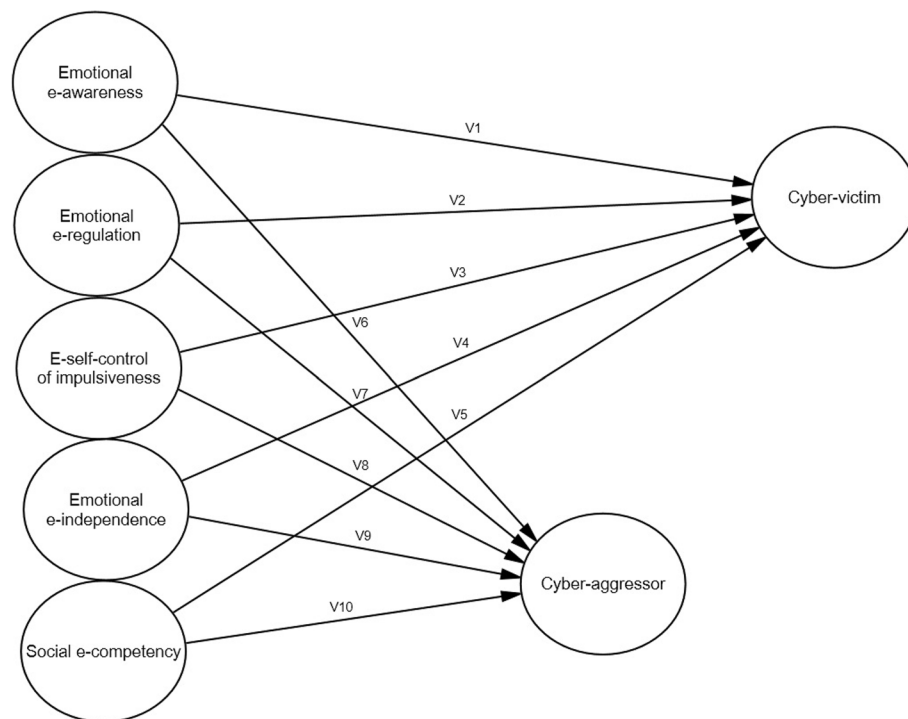 Emotional
e-awareness
V1
Cyber-victim
Emotional
e-regulation
V2
V3
V6
E-self-control
of impulsiveness
V4
V7
V5
V8
Emotional
e-independence
V9
Cyber-aggressor
V10
Social e-competency